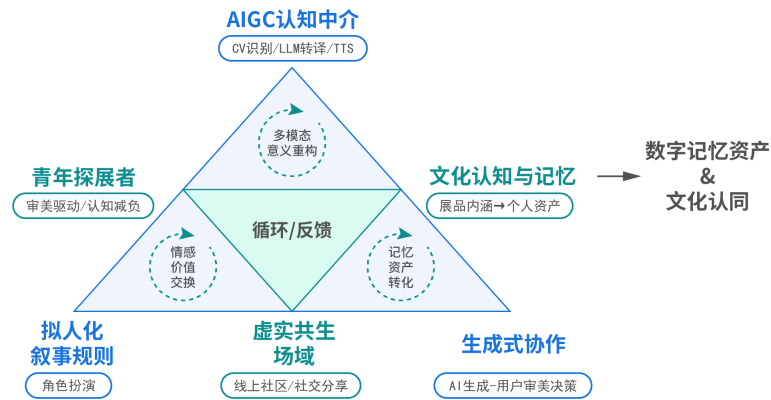 AIGC认知中介
CV识别/LLM转译/TTS
多模态
意义重构
青年探展者
审美驱动/认知减负
文化认知与记忆
展品内涵→个人资产
数字记忆资产
&
文化认同
循环/反馈
情感
价值
交换
记忆
资产
转化
拟人化
叙事规则
角色扮演
虚实共生
场域
线上社区/社交分享
生成式协作
AI生成-用户审美决策